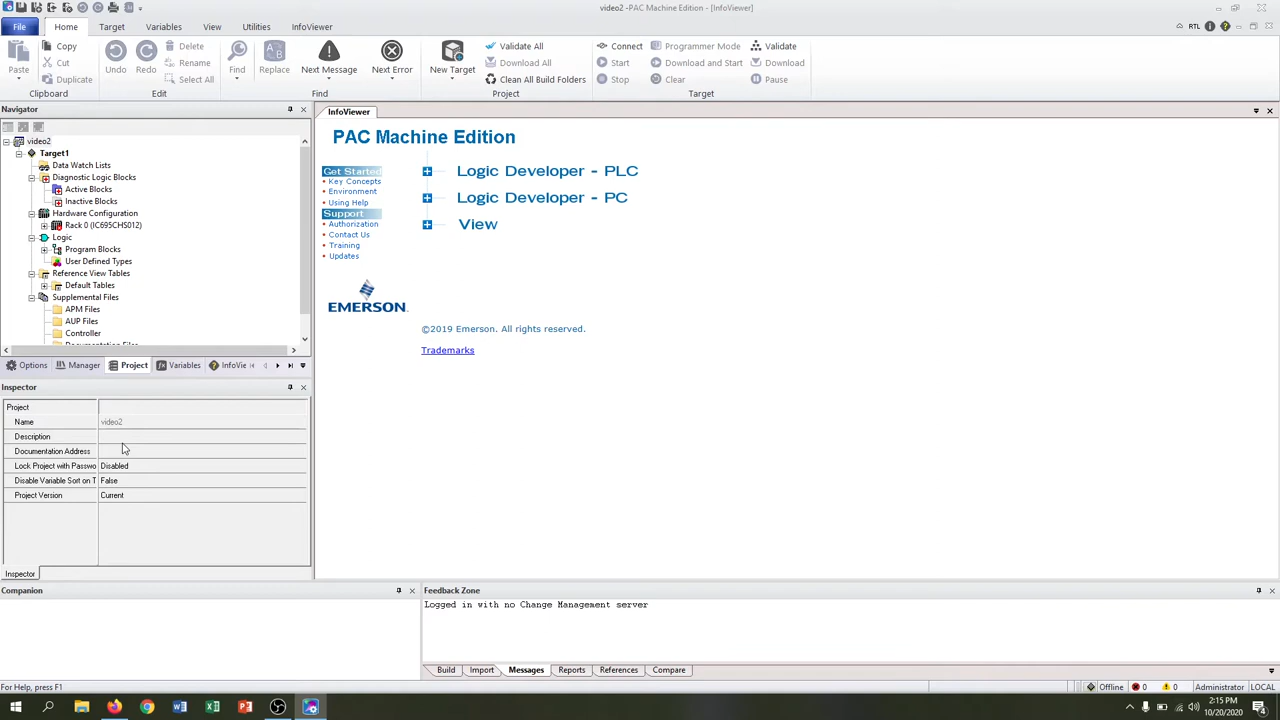 video2 -PAC Machine Edition - [InfoViewer]
File Home Target Variables View Utilities InfoViewer
RTL
Paste Copy Cut Duplicate
Clipboard
Undo Redo Delete Rename Select All
Edit
Find Replace Next Message Next Error
Find
New Target Validate All Download All Clean All Build Folders
Project
Connect Programmer Mode Validate
Start Download and Start Download
Stop Clear Pause
Target
Navigator
video2
Target1
Data Watch Lists
Diagnostic Logic Blocks
Active Blocks
Inactive Blocks
Hardware Configuration
Rack 0 (IC695CHS012)
Logic
Program Blocks
User Defined Types
Reference View Tables
Default Tables
Supplemental Files
APM Files
AUP Files
Controller
Options Manager Project Variables InfoVie
Inspector
Project
Name video2
Description
Documentation Address
Lock Project with Passwo Disabled
Disable Variable Sort on T False
Project Version Current
Inspector
InfoViewer
PAC Machine Edition
Get Started
Key Concepts
Environment
Using Help
Support
Authorization
Contact Us
Training
Updates
Logic Developer - PLC
Logic Developer - PC
View
EMERSON.
©2019 Emerson. All rights reserved.
Trademarks
Companion
Feedback Zone
Logged in with no Change Management server
Build Import Messages Reports References Compare
For Help, press F1
Offline 0 0 Administrator LOCAL
2:15 PM
10/20/2020
4